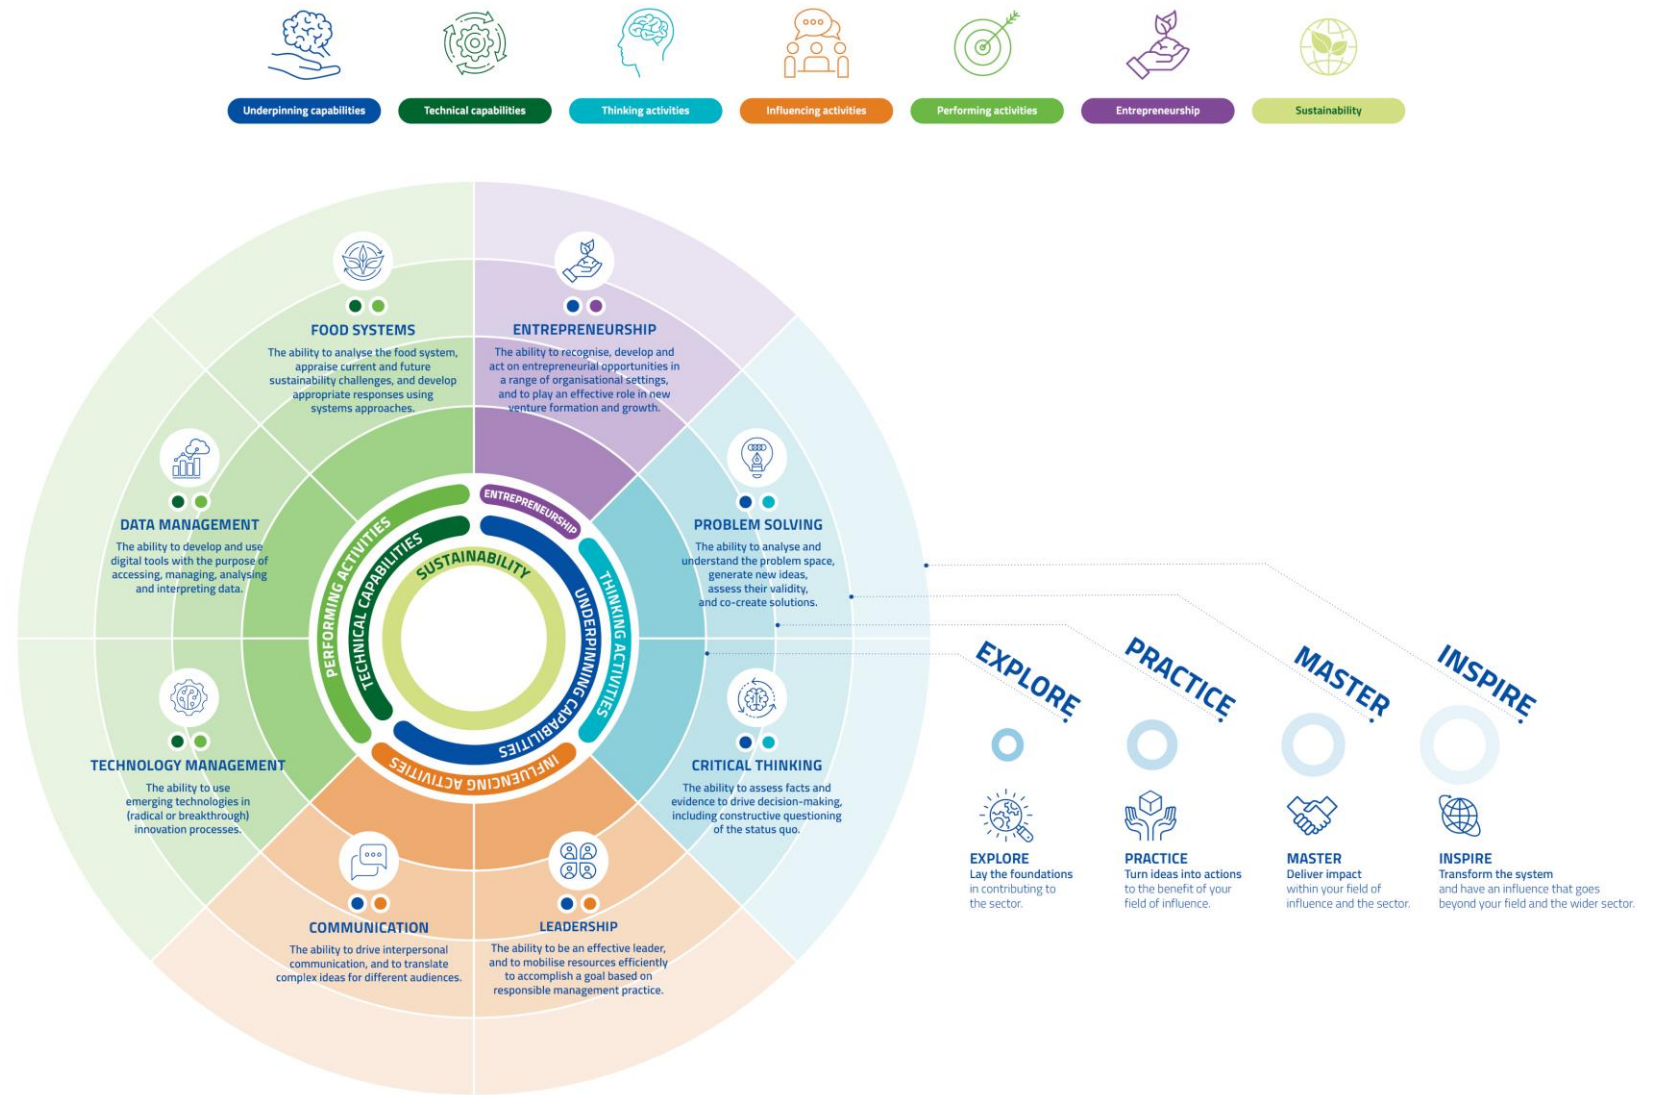 Underpinning capabilities
Technical capabilities
Thinking activities
Influencing activities
Performing activities
Entrepreneurship
Sustainability
FOOD SYSTEMS
The ability to analyse the food system,
appraise current and future
sustainability challenges, and develop
appropriate responses using
systems approaches.
ENTREPRENEURSHIP
The ability to recognise, develop and
act on entrepreneurial opportunities in
a range of organisational settings,
and to play an effective role in new
venture formation and growth.
DATA MANAGEMENT
The ability to develop and use
digital tools with the purpose of
accessing, managing, analysing
and interpreting data.
PROBLEM SOLVING
The ability to analyse and
understand the problem space,
generate new ideas,
assess their validity,
and co-create solutions.
PERFORMING ACTIVITIES
TECHNICAL CAPABILITIES
SUSTAINABILITY
ENTREPRENEURSHIP
UNDERPINNING CAPABILITIES
THINKING ACTIVITIES
INFLUENCING ACTIVITIES
TECHNOLOGY MANAGEMENT
The ability to use
emerging technologies in
(radical or breakthrough)
innovation processes.
CRITICAL THINKING
The ability to assess facts and
evidence to drive decision-making,
including constructive questioning
of the status quo.
COMMUNICATION
The ability to drive interpersonal
communication, and to translate
complex ideas for different audiences.
LEADERSHIP
The ability to be an effective leader,
and to mobilise resources efficiently
to accomplish a goal based on
responsible management practice.
EXPLORE
PRACTICE
MASTER
INSPIRE
EXPLORE
Lay the foundations
in contributing to
the sector.
PRACTICE
Turn ideas into actions
to the benefit of your
field of influence.
MASTER
Deliver impact
within your field of
influence and the sector.
INSPIRE
Transform the system
and have an influence that goes
beyond your field and the wider sector.